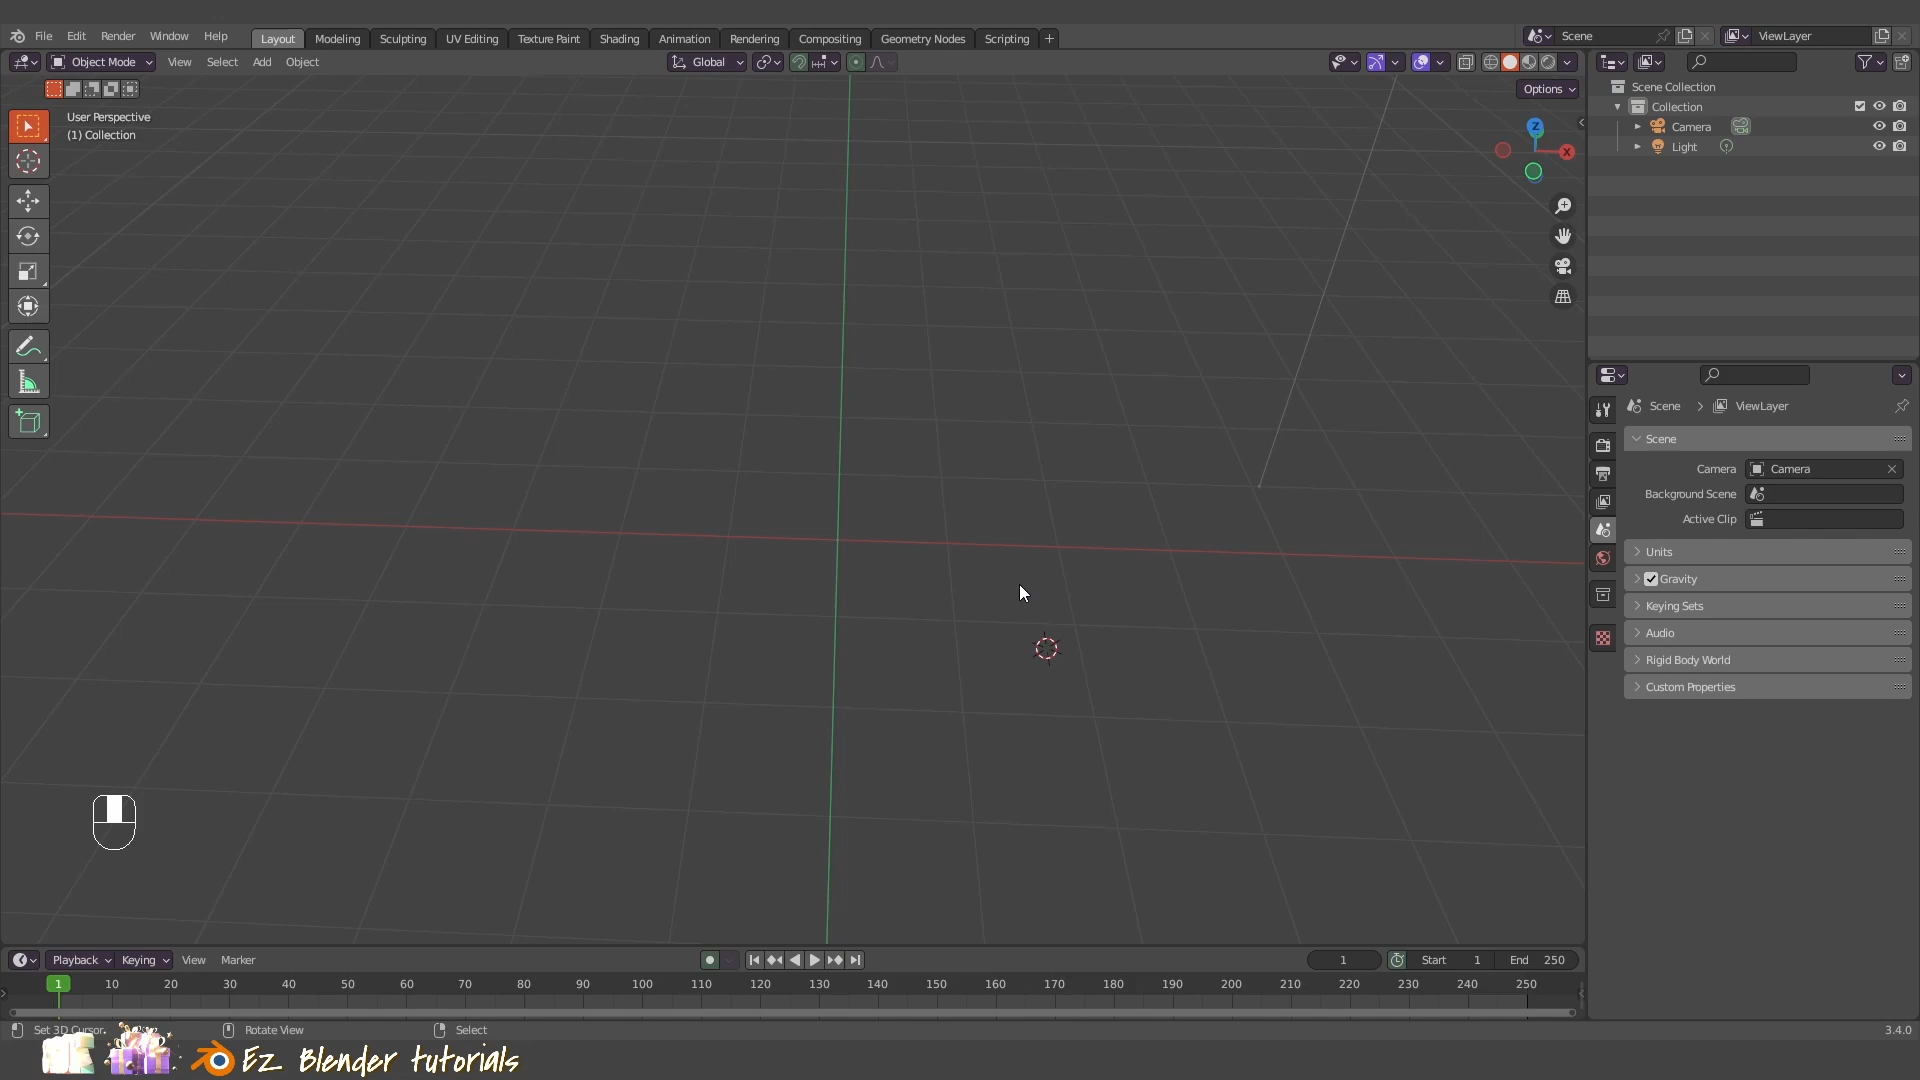 File Edit Render Window Help Layout Modeling Sculpting UV Editing Texture Paint Shading Animation Rendering Compositing Geometry Nodes Scripting + Scene ViewLayer
Object Mode View Select Add Object Global
Options
User Perspective
(1) Collection
Z
X
Scene Collection
Collection
Camera
Light
Scene > ViewLayer
Scene
Camera Camera
Background Scene
Active Clip
Units
Gravity
Keying Sets
Audio
Rigid Body World
Custom Properties
Playback Keying View Marker 1 Start 1 End 250
1 10 20 30 40 50 60 70 80 90 100 110 120 130 140 150 160 170 180 190 200 210 220 230 240 250
Set 3D Cursor Rotate View Select 3.4.0
Ez Blender tutorials